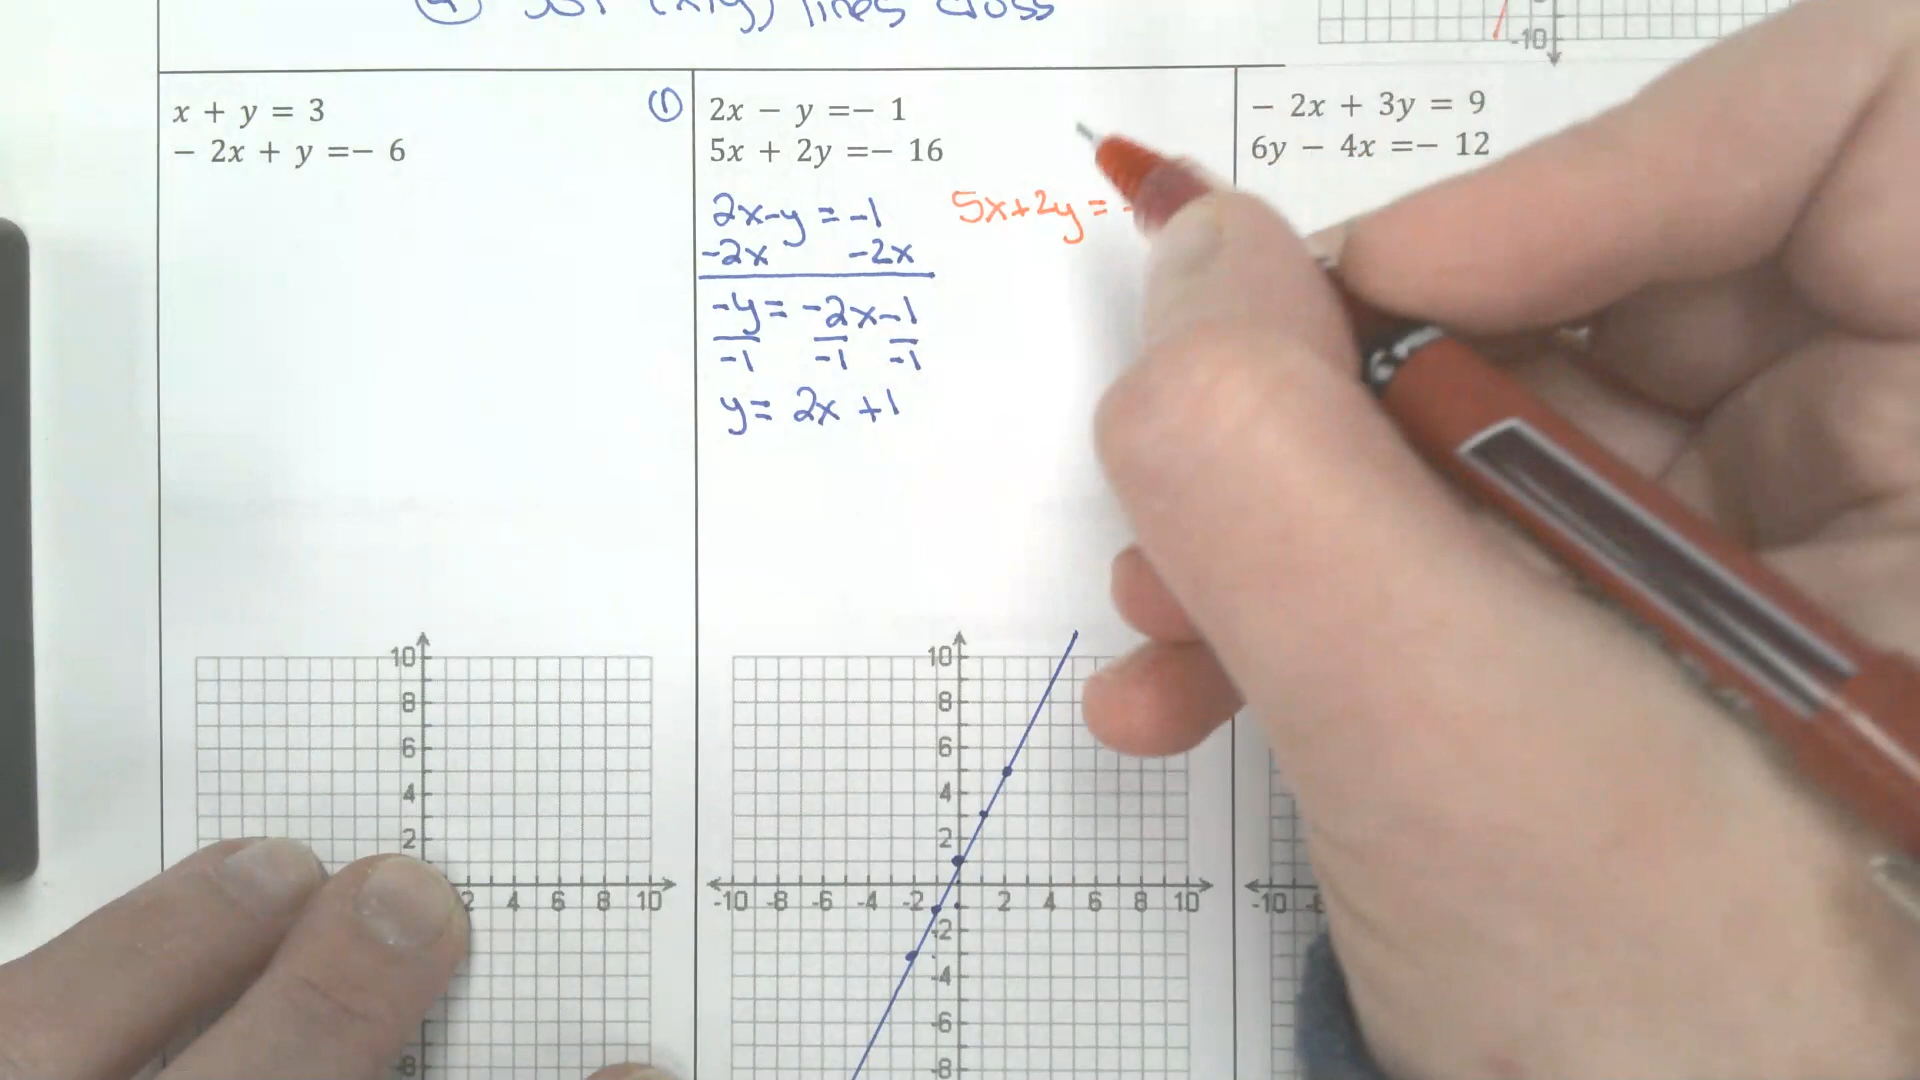 lines cross
-10
x + y = 3
− 2x + y =− 6
①
2x − y =− 1
5x + 2y =− 16
− 2x + 3y = 9
6y − 4x =− 12
2x-y = -1
-2x -2x
-y = -2x-1
-1 -1 -1
y = 2x +1
5x+2y = -
10
8
6
4
2
2 4 6 8 10
-8
10
8
6
4
2
-10 -8 -6 -4 -2 2 4 6 8 10
-2
-4
-6
-8
-10